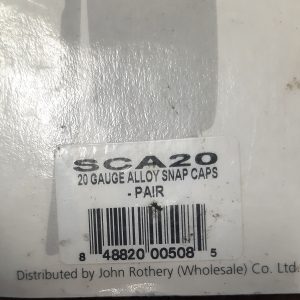 SCA20
20 GAUGE ALLOY SNAP CAPS
- PAIR
8 48820 00508 5
Distributed by John Rothery (Wholesale) Co. Ltd